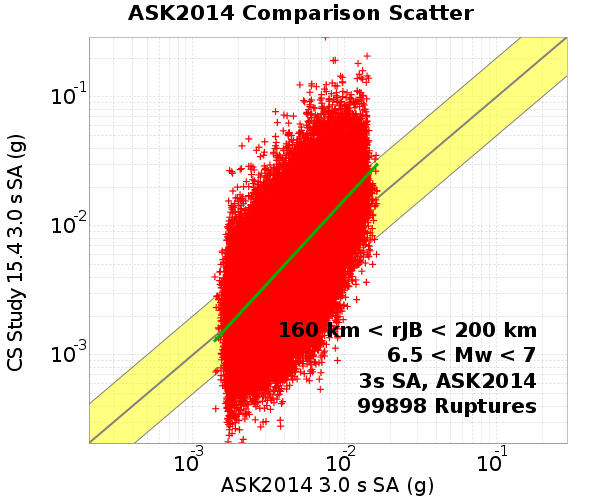 ASK2014 Comparison Scatter
CS Study 15.4 3.0 s SA (g)
10-1
10-2
10-3
160 km < rJB < 200 km
6.5 < Mw < 7
3s SA, ASK2014
99898 Ruptures
10-3 10-2 10-1
ASK2014 3.0 s SA (g)